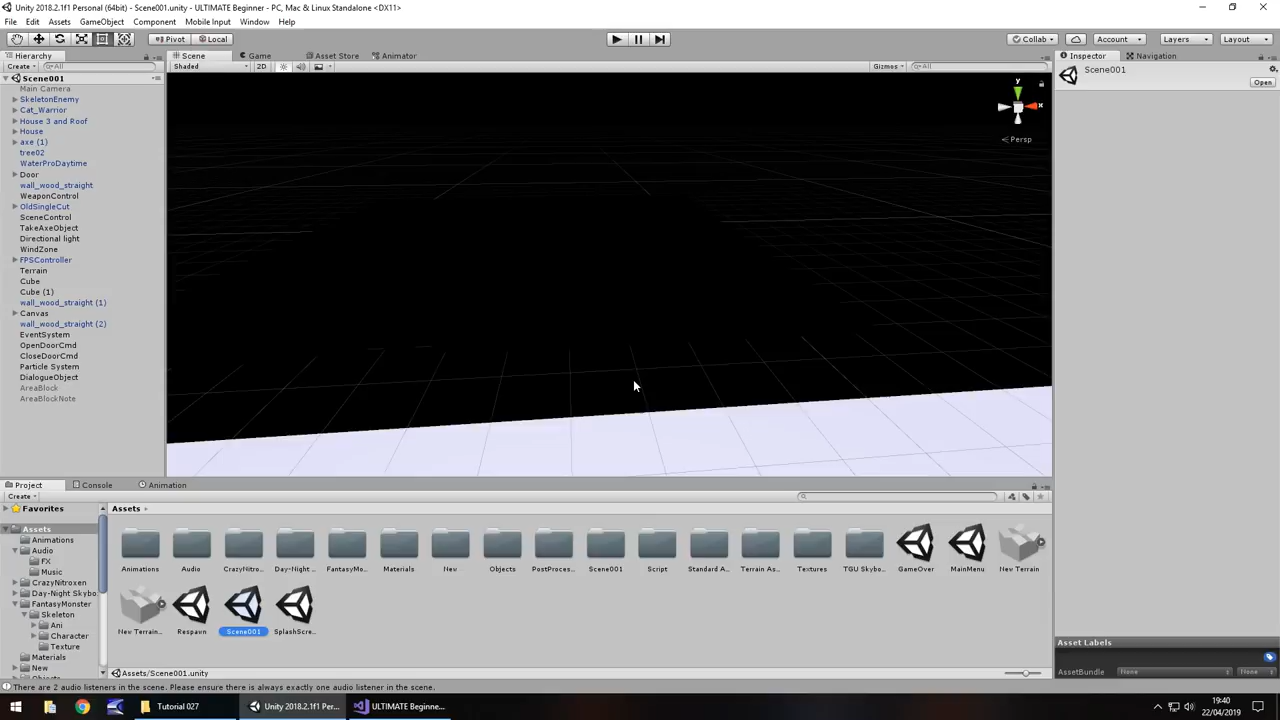 Unity 2018.2.1f1 Personal (64bit) - Scene001.unity - ULTIMATE Beginner - PC, Mac & Linux Standalone <DX11>
File Edit Assets GameObject Component Mobile Input Window Help
Pivot Local Collab Account Layers Layout
Hierarchy Scene Game Asset Store Animator Inspector Navigation
Create All Shaded 2D Gizmos All
Scene001
Scene001
Open
Main Camera
SkeletonEnemy
Cat_Warrior
House 3 and Roof
House
axe (1)
tree02
WaterProDaytime
Door
wall_wood_straight
WeaponControl
OldSingleCut
SceneControl
TakeAxeObject
Directional light
WindZone
FPSController
Terrain
Cube
Cube (1)
wall_wood_straight (1)
Canvas
wall_wood_straight (2)
EventSystem
OpenDoorCmd
CloseDoorCmd
Particle System
DialogueObject
AreaBlock
AreaBlockNote
y
x
Persp
Project Console Animation
Create
Favorites
Assets
Animations
Audio
FX
Music
CrazyNitroxen
Day-Night Skybo
FantasyMonster
Skeleton
Ani
Character
Texture
Materials
New
Objects
Assets
Animations Audio CrazyNitro... Day-Night ... FantasyMo... Materials New Objects PostProces... Scene001 Script Standard A... Terrain As... Textures TGU Skybo... GameOver MainMenu New Terrain
New Terrain... Respawn Scene001 SplashScre...
Assets/Scene001.unity
Asset Labels
AssetBundle None None
There are 2 audio listeners in the scene. Please ensure there is always exactly one audio listener in the scene.
Tutorial 027 Unity 2018.2.1f1 Per... ULTIMATE Beginne...
19:40
22/04/2019